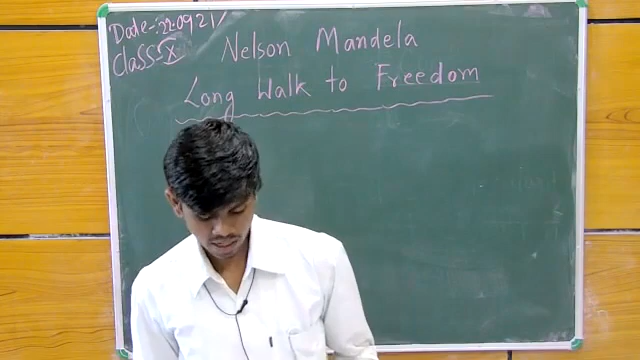 Date-:22.09.21/
Class-X
Nelson Mandela
Long Walk to Freedom